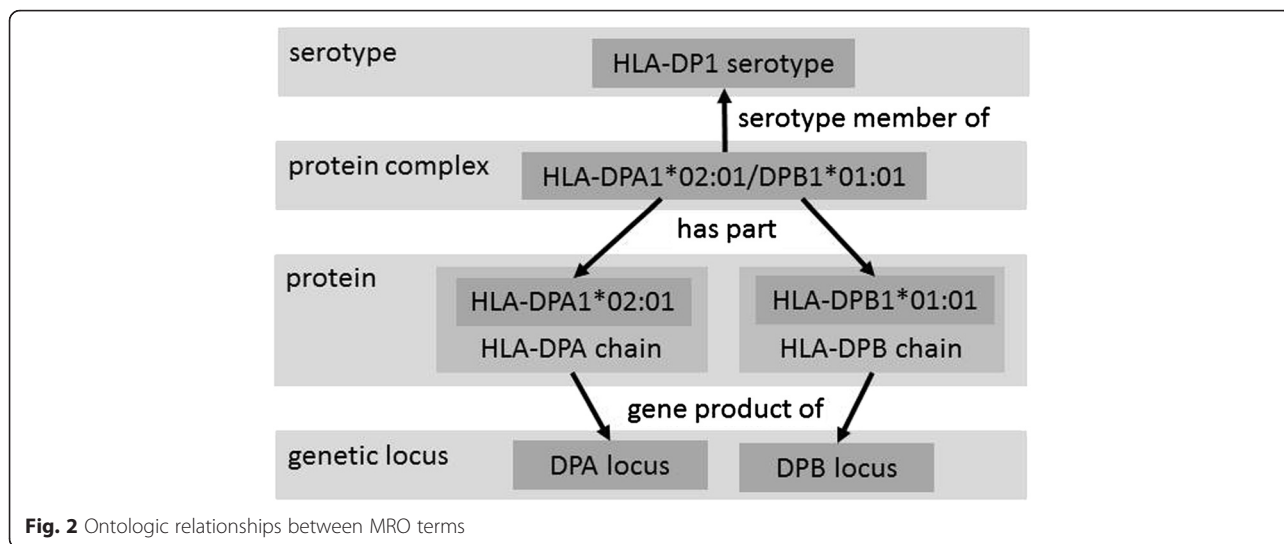 serotype
HLA-DP1 serotype
serotype member of
protein complex
HLA-DPA1*02:01/DPB1*01:01
has part
protein
HLA-DPA1*02:01
HLA-DPB1*01:01
HLA-DPA chain
HLA-DPB chain
gene product of
genetic locus
DPA locus
DPB locus
Fig. 2 Ontologic relationships between MRO terms